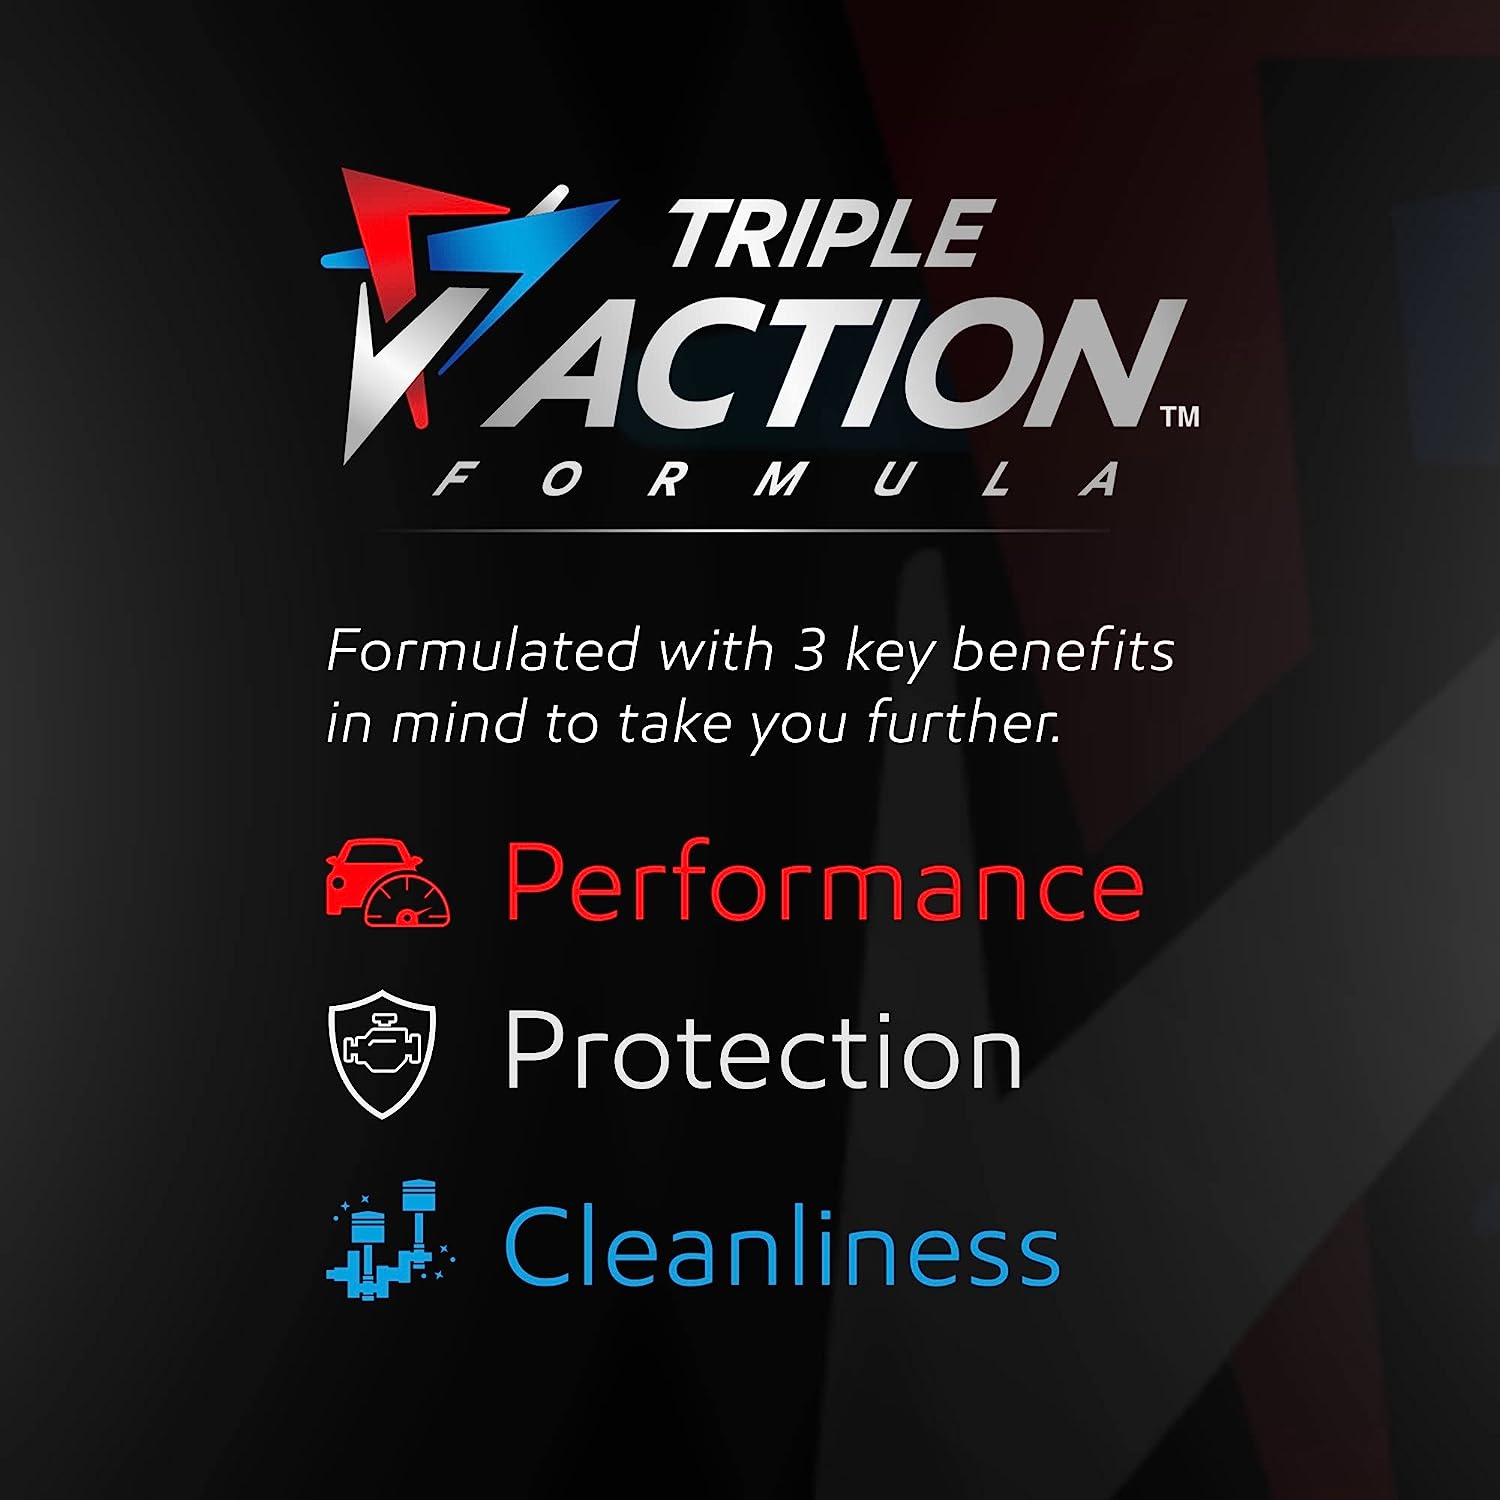 TRIPLE
ACTION™
FORMULA
Formulated with 3 key benefits
in mind to take you further.
Performance
Protection
Cleanliness